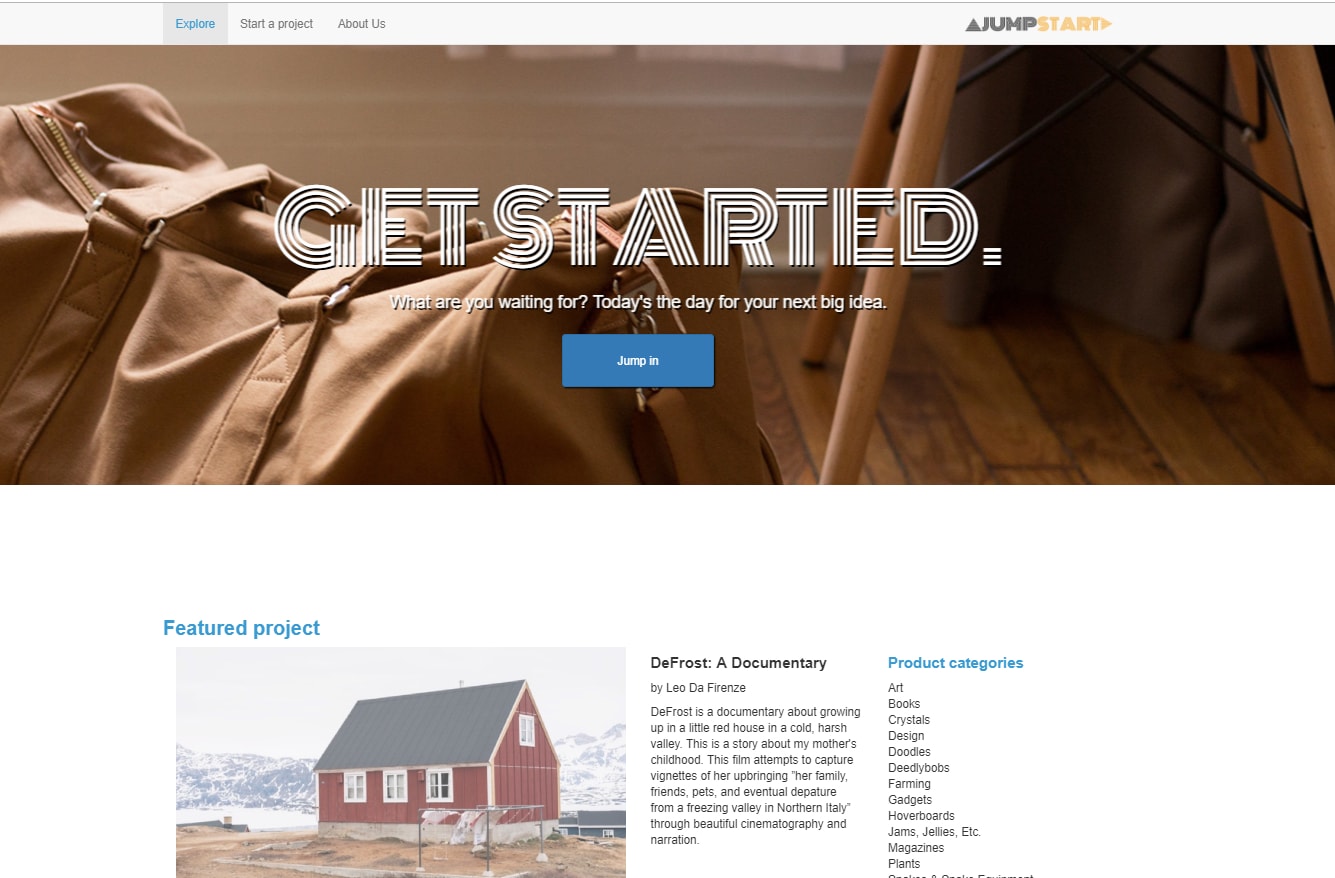 Explore Start a project About Us JUMPSTART
GET STARTED.
What are you waiting for? Today's the day for your next big idea.
Jump in
Featured project
DeFrost: A Documentary
by Leo Da Firenze
DeFrost is a documentary about growing
up in a little red house in a cold, harsh
valley. This is a story about my mother's
childhood. This film attempts to capture
vignettes of her upbringing ”her family,
friends, pets, and eventual depature
from a freezing valley in Northern Italy”
through beautiful cinematography and
narration.
Product categories
Art
Books
Crystals
Design
Doodles
Deedlybobs
Farming
Gadgets
Hoverboards
Jams, Jellies, Etc.
Magazines
Plants